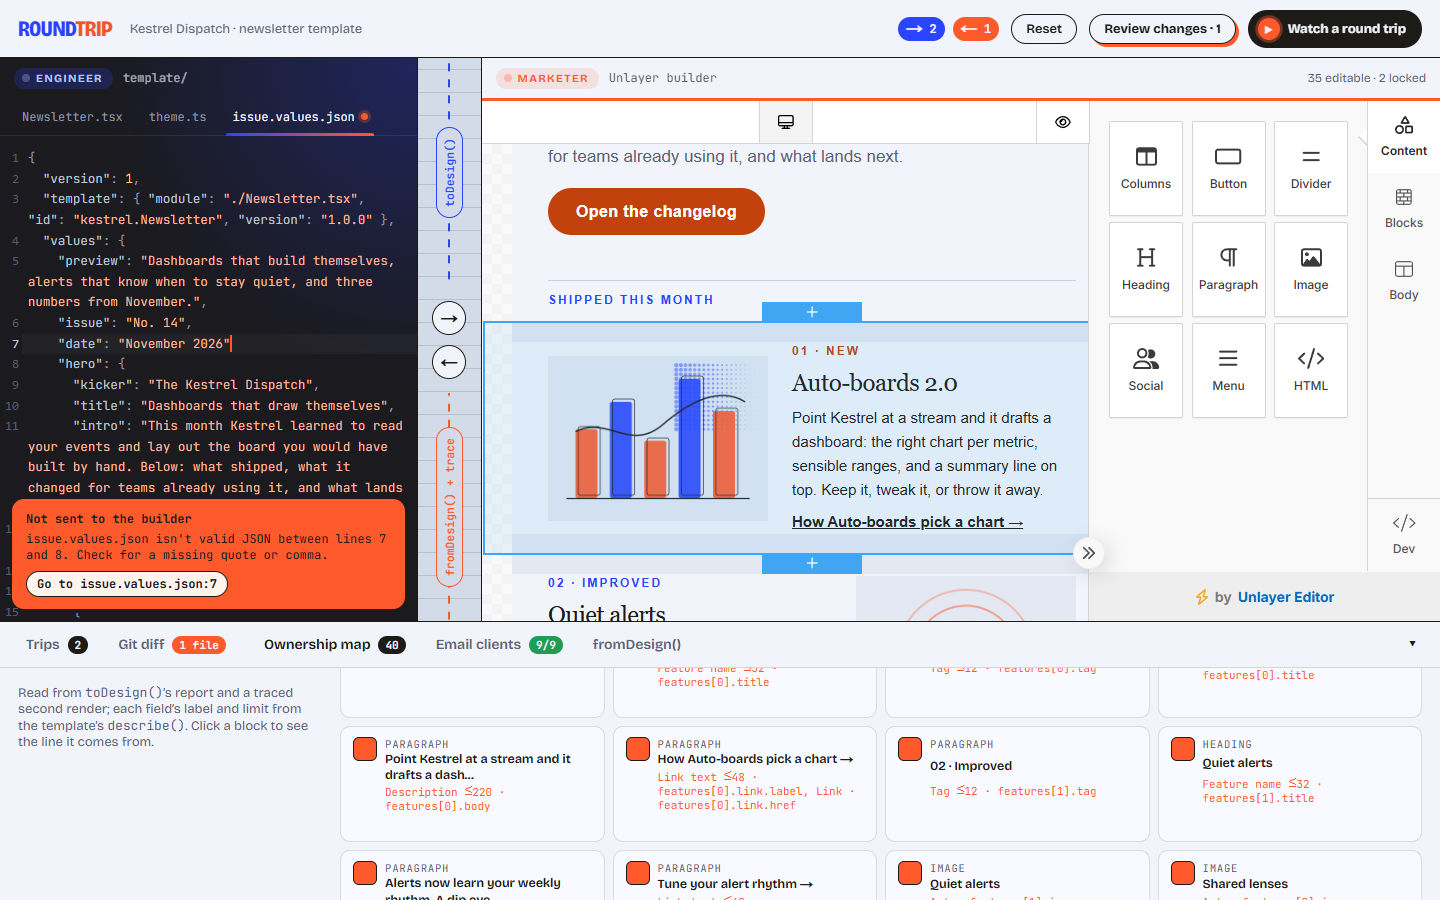 ROUNDTRIP
Kestrel Dispatch · newsletter template
→ 2
← 1
Reset
Review changes · 1
Watch a round trip
ENGINEER
template/
Newsletter.tsx
theme.ts
issue.values.json
1 {
2 "version": 1,
3 "template": { "module": "./Newsletter.tsx",
"id": "kestrel.Newsletter", "version": "1.0.0" },
4 "values": {
5 "preview": "Dashboards that build themselves,
alerts that know when to stay quiet, and three
numbers from November.",
6 "issue": "No. 14",
7 "date": "November 2026"
8 "hero": {
9 "kicker": "The Kestrel Dispatch",
10 "title": "Dashboards that draw themselves",
11 "intro": "This month Kestrel learned to read
your events and lay out the board you would have
built by hand. Below: what shipped, what it
changed for teams already using it, and what lands
Not sent to the builder
issue.values.json isn't valid JSON between lines 7
and 8. Check for a missing quote or comma.
Go to issue.values.json:7
15 {
toDesign()
→
←
fromDesign() + trace
MARKETER
Unlayer builder
35 editable · 2 locked
for teams already using it, and what lands next.
Open the changelog
SHIPPED THIS MONTH
01 · NEW
Auto-boards 2.0
Point Kestrel at a stream and it drafts a
dashboard: the right chart per metric,
sensible ranges, and a summary line on
top. Keep it, tweak it, or throw it away.
How Auto-boards pick a chart →
02 · IMPROVED
Quiet alerts
Columns
Button
Divider
Heading
Paragraph
Image
Social
Menu
HTML
Content
Blocks
Body
Dev
by Unlayer Editor
Trips 2
Git diff 1 file
Ownership map 40
Email clients 9/9
fromDesign()
Read from toDesign()'s report and a traced
second render; each field's label and limit from
the template's describe(). Click a block to see
the line it comes from.
Feature name ≤32 ·
features[0].title
Tag ≤12 · features[0].tag
features[0].title
PARAGRAPH
Point Kestrel at a stream and it
drafts a dash…
Description ≤220 ·
features[0].body
PARAGRAPH
How Auto-boards pick a chart →
Link text ≤48 ·
features[0].link.label, Link ·
features[0].link.href
PARAGRAPH
02 · Improved
Tag ≤12 · features[1].tag
HEADING
Quiet alerts
Feature name ≤32 ·
features[1].title
PARAGRAPH
Alerts now learn your weekly
rhythm. A dip eve…
PARAGRAPH
Tune your alert rhythm →
IMAGE
Quiet alerts
IMAGE
Shared lenses